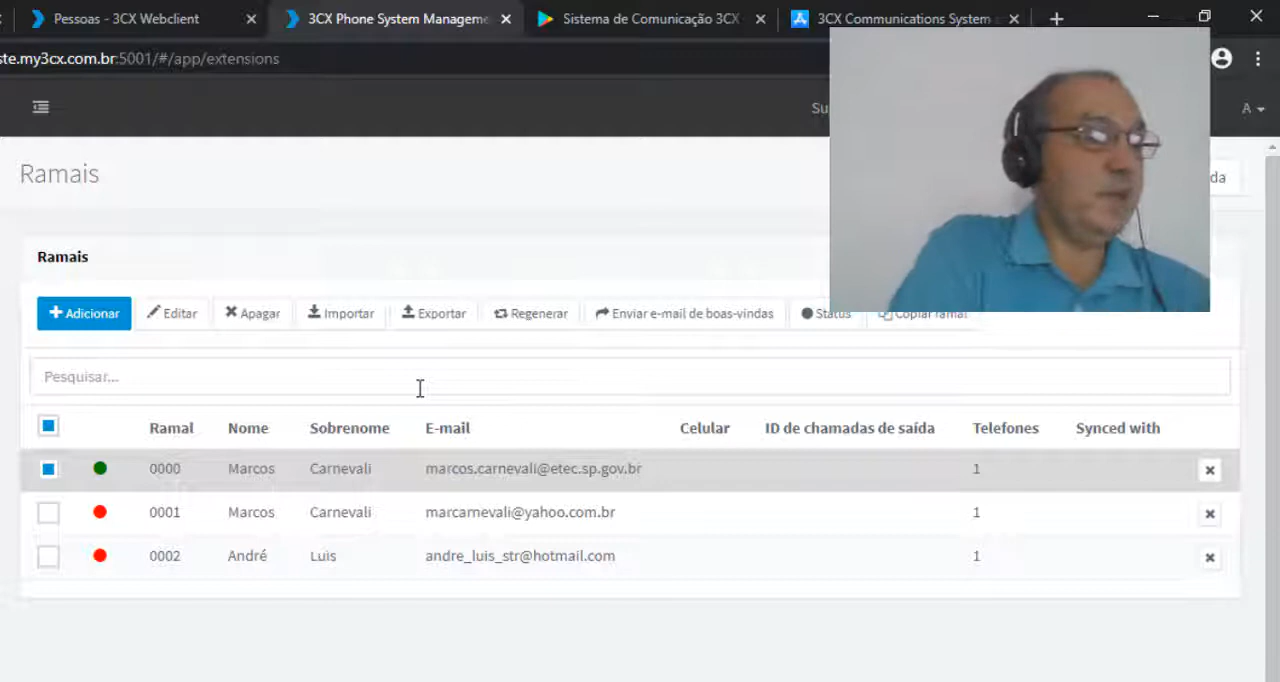 Pessoas - 3CX Webclient
3CX Phone System Manageme
Sistema de Comunicação 3CX
3CX Communications System
ste.my3cx.com.br:5001/#/app/extensions
Su
A
Ramais
da
Ramais
Adicionar Editar Apagar Importar Exportar Regenerar Enviar e-mail de boas-vindas Status Copiar ramal
Pesquisar...
Ramal Nome Sobrenome E-mail Celular ID de chamadas de saída Telefones Synced with
0000 Marcos Carnevali marcos.carnevali@etec.sp.gov.br 1
0001 Marcos Carnevali marcarnevali@yahoo.com.br 1
0002 André Luis andre_luis_str@hotmail.com 1